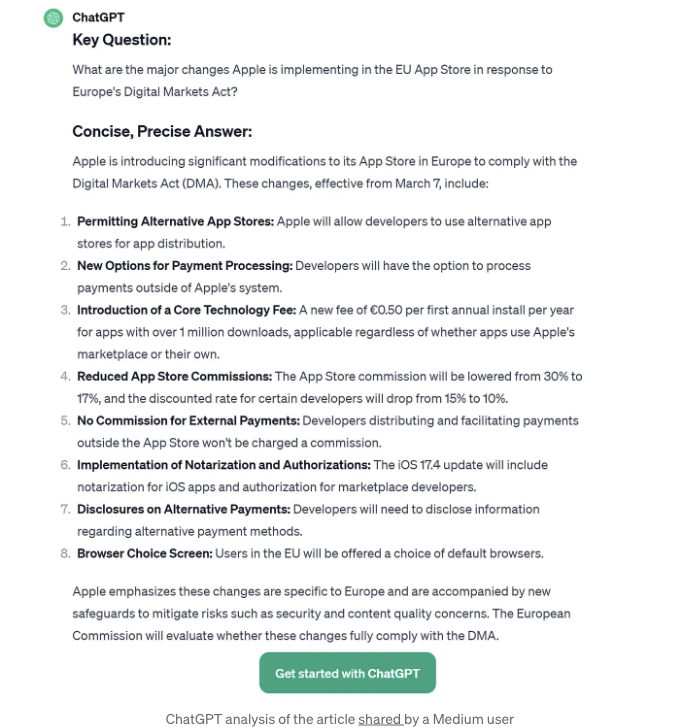 ChatGPT
Key Question:
What are the major changes Apple is implementing in the EU App Store in response to
Europe's Digital Markets Act?
Concise, Precise Answer:
Apple is introducing significant modifications to its App Store in Europe to comply with the
Digital Markets Act (DMA). These changes, effective from March 7, include:
1. Permitting Alternative App Stores: Apple will allow developers to use alternative app
stores for app distribution.
2. New Options for Payment Processing: Developers will have the option to process
payments outside of Apple's system.
3. Introduction of a Core Technology Fee: A new fee of €0.50 per first annual install per year
for apps with over 1 million downloads, applicable regardless of whether apps use Apple's
marketplace or their own.
4. Reduced App Store Commissions: The App Store commission will be lowered from 30% to
17%, and the discounted rate for certain developers will drop from 15% to 10%.
5. No Commission for External Payments: Developers distributing and facilitating payments
outside the App Store won't be charged a commission.
6. Implementation of Notarization and Authorizations: The iOS 17.4 update will include
notarization for iOS apps and authorization for marketplace developers.
7. Disclosures on Alternative Payments: Developers will need to disclose information
regarding alternative payment methods.
8. Browser Choice Screen: Users in the EU will be offered a choice of default browsers.
Apple emphasizes these changes are specific to Europe and are accompanied by new
safeguards to mitigate risks such as security and content quality concerns. The European
Commission will evaluate whether these changes fully comply with the DMA.
Get started with ChatGPT
ChatGPT analysis of the article shared by a Medium user